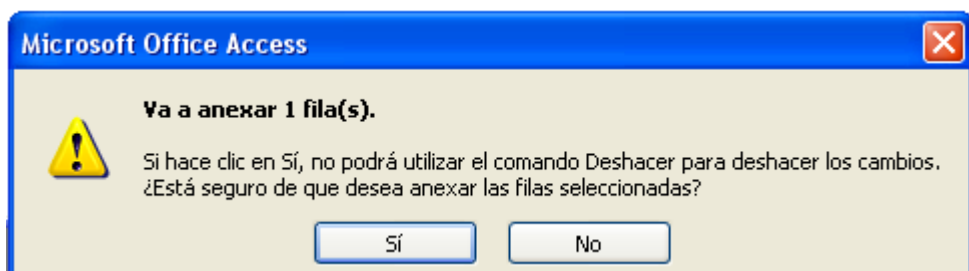 Microsoft Office Access
Va a anexar 1 fila(s).
Si hace clic en Sí, no podrá utilizar el comando Deshacer para deshacer los cambios.
¿Está seguro de que desea anexar las filas seleccionadas?
Sí
No